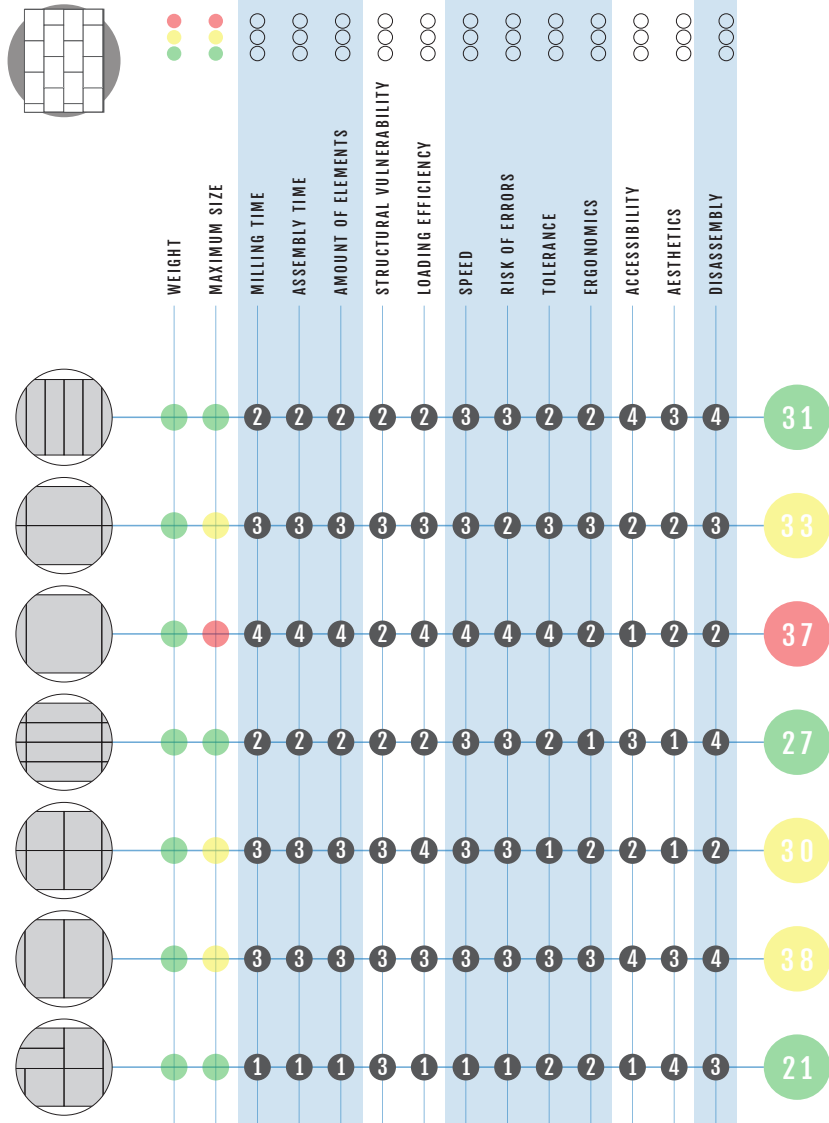 WEIGHT
MAXIMUM SIZE
MILLING TIME
ASSEMBLY TIME
AMOUNT OF ELEMENTS
STRUCTURAL VULNERABILITY
LOADING EFFICIENCY
SPEED
RISK OF ERRORS
TOLERANCE
ERGONOMICS
ACCESSIBILITY
AESTHETICS
DISASSEMBLY
2 2 2 2 2 3 3 2 2 4 3 4 31
3 3 3 3 3 3 2 3 3 2 2 3 33
4 4 4 2 4 4 4 4 2 1 2 2 37
2 2 2 2 2 3 3 2 1 3 1 4 27
3 3 3 3 4 3 3 1 2 2 1 2 30
3 3 3 3 3 3 3 3 3 4 3 4 38
1 1 1 3 1 1 1 2 2 1 4 3 21